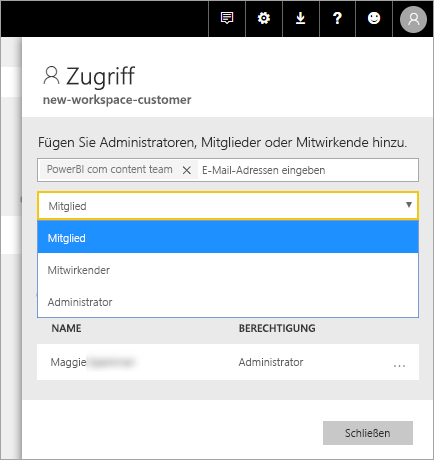 Zugriff
new-workspace-customer
Fügen Sie Administratoren, Mitglieder oder Mitwirkende hinzu.
PowerBI com content team × E-Mail-Adressen eingeben
Mitglied
Mitglied
Mitwirkender
Administrator
NAME BERECHTIGUNG
Maggie Administrator ...
Schließen